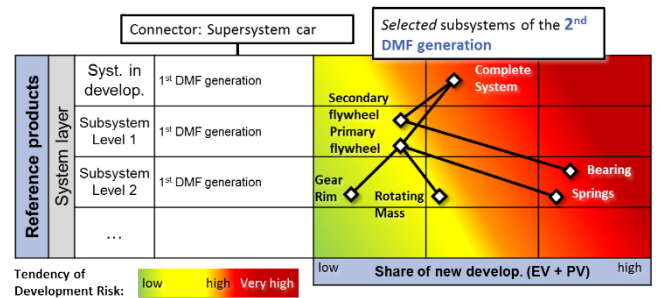 Connector: Supersystem car
Selected subsystems of the 2nd
DMF generation
Reference products
System layer
Syst. in
develop.
1st DMF generation
Subsystem
Level 1
1st DMF generation
Subsystem
Level 2
1st DMF generation
...
Complete
System
Secondary
flywheel
Primary
flywheel
Bearing
Gear
Rim
Rotating
Mass
Springs
low
Share of new develop. (EV + PV)
high
Tendency of
Development Risk:
low
high
Very high